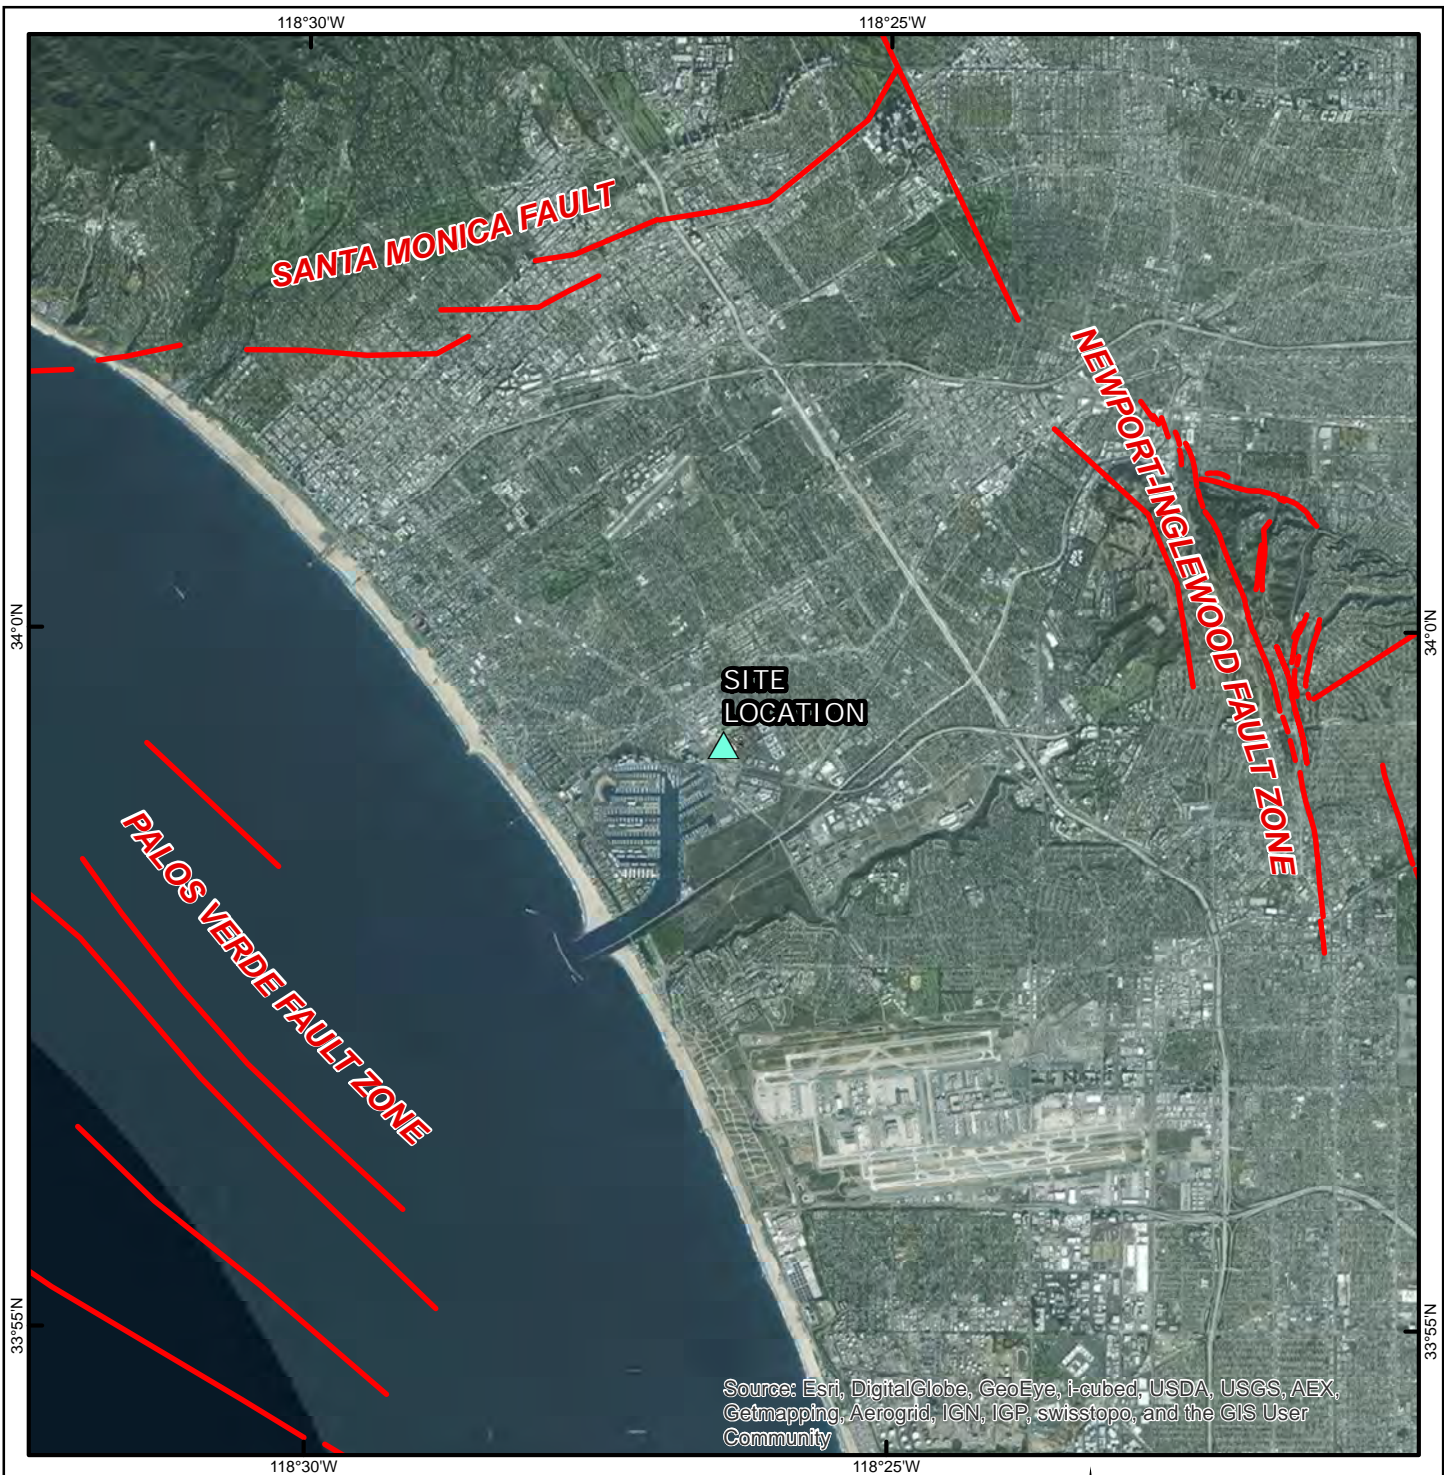 118°30'W
118°25'W
SANTA MONICA FAULT
NEWPORT-INGLEWOOD FAULT ZONE
34°0'N
34°0'N
SITE
LOCATION
PALOS VERDE FAULT ZONE
33°55'N
33°55'N
Source: Esri, DigitalGlobe, GeoEye, i-cubed, USDA, USGS, AEX,
Getmapping, Aerogrid, IGN, IGP, swisstopo, and the GIS User
Community
118°30'W
118°25'W